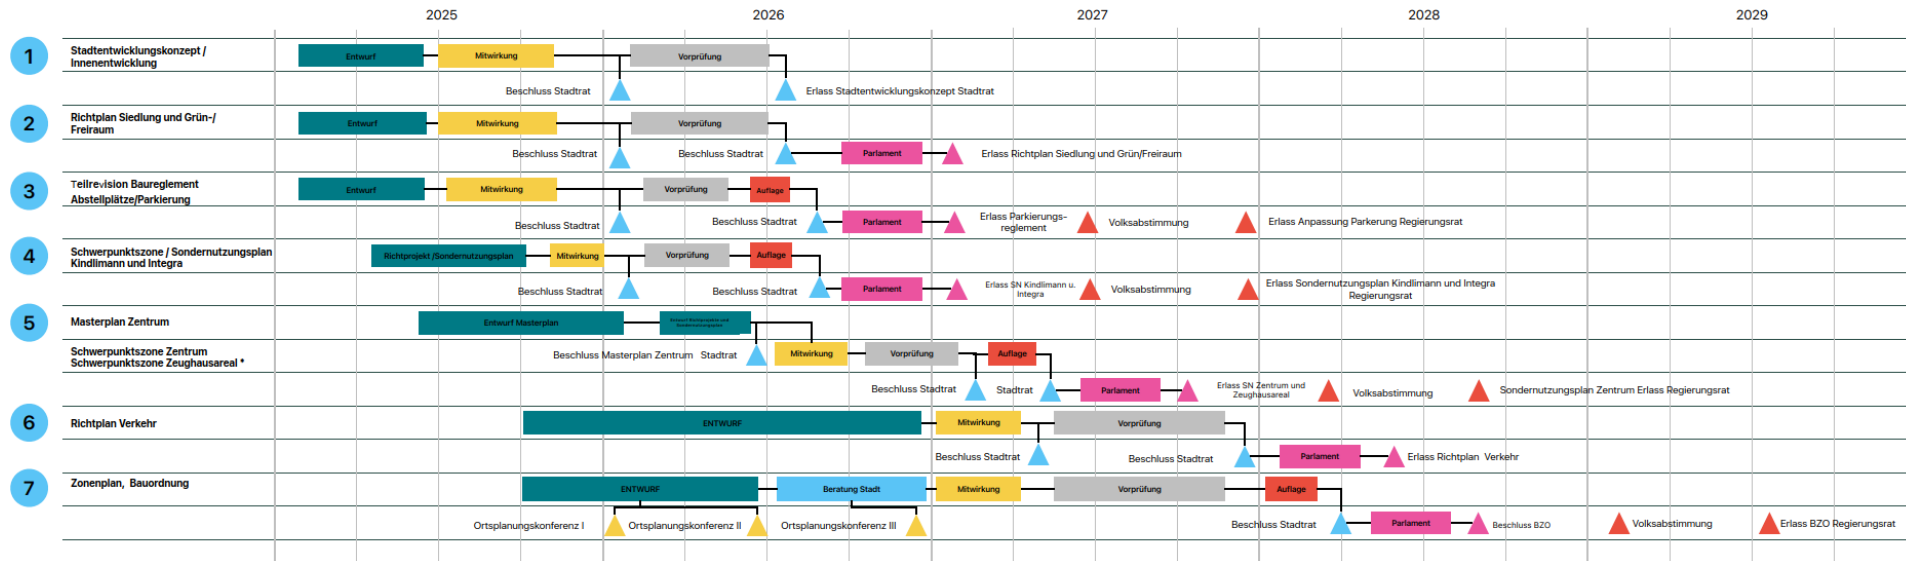 2025 2026 2027 2028 2029
1 Stadtentwicklungskonzept /
Innenentwicklung
Entwurf Mitwirkung Vorprüfung
Beschluss Stadtrat Erlass Stadtentwicklungskonzept Stadtrat
2 Richtplan Siedlung und Grün-/
Freiraum
Entwurf Mitwirkung Vorprüfung
Beschluss Stadtrat Beschluss Stadtrat Parlament Erlass Richtplan Siedlung und Grün/Freiraum
3 Teilrevision Baureglement
Abstellplätze/Parkierung
Entwurf Mitwirkung Vorprüfung Auflage
Beschluss Stadtrat Beschluss Stadtrat Parlament Erlass Parkierungs-
reglement
Volksabstimmung Erlass Anpassung Parkerung Regierungsrat
4 Schwerpunktszone / Sondernutzungsplan
Kindlimann und Integra
Richtprojekt /Sondernutzungsplan Mitwirkung Vorprüfung Auflage
Beschluss Stadtrat Beschluss Stadtrat Parlament Erlass SN Kindlimann u.
Integra
Volksabstimmung Erlass Sondernutzungsplan Kindlimann und Integra
Regierungsrat
5 Masterplan Zentrum
Entwurf Masterplan
Schwerpunktszone Zentrum
Schwerpunktszone Zeughausareal *
Beschluss Masterplan Zentrum Stadtrat Mitwirkung Vorprüfung Auflage
Beschluss Stadtrat Stadtrat Parlament Erlass SN Zentrum und
Zeughausareal
Volksabstimmung Sondernutzungsplan Zentrum Erlass Regierungsrat
6 Richtplan Verkehr
ENTWURF Mitwirkung Vorprüfung
Beschluss Stadtrat Beschluss Stadtrat Parlament Erlass Richtplan Verkehr
7 Zonenplan, Bauordnung
ENTWURF Beratung Stadt Mitwirkung Vorprüfung Auflage
Ortsplanungskonferenz I Ortsplanungskonferenz II Ortsplanungskonferenz III Beschluss Stadtrat Parlament Beschluss BZO Volksabstimmung Erlass BZO Regierungsrat